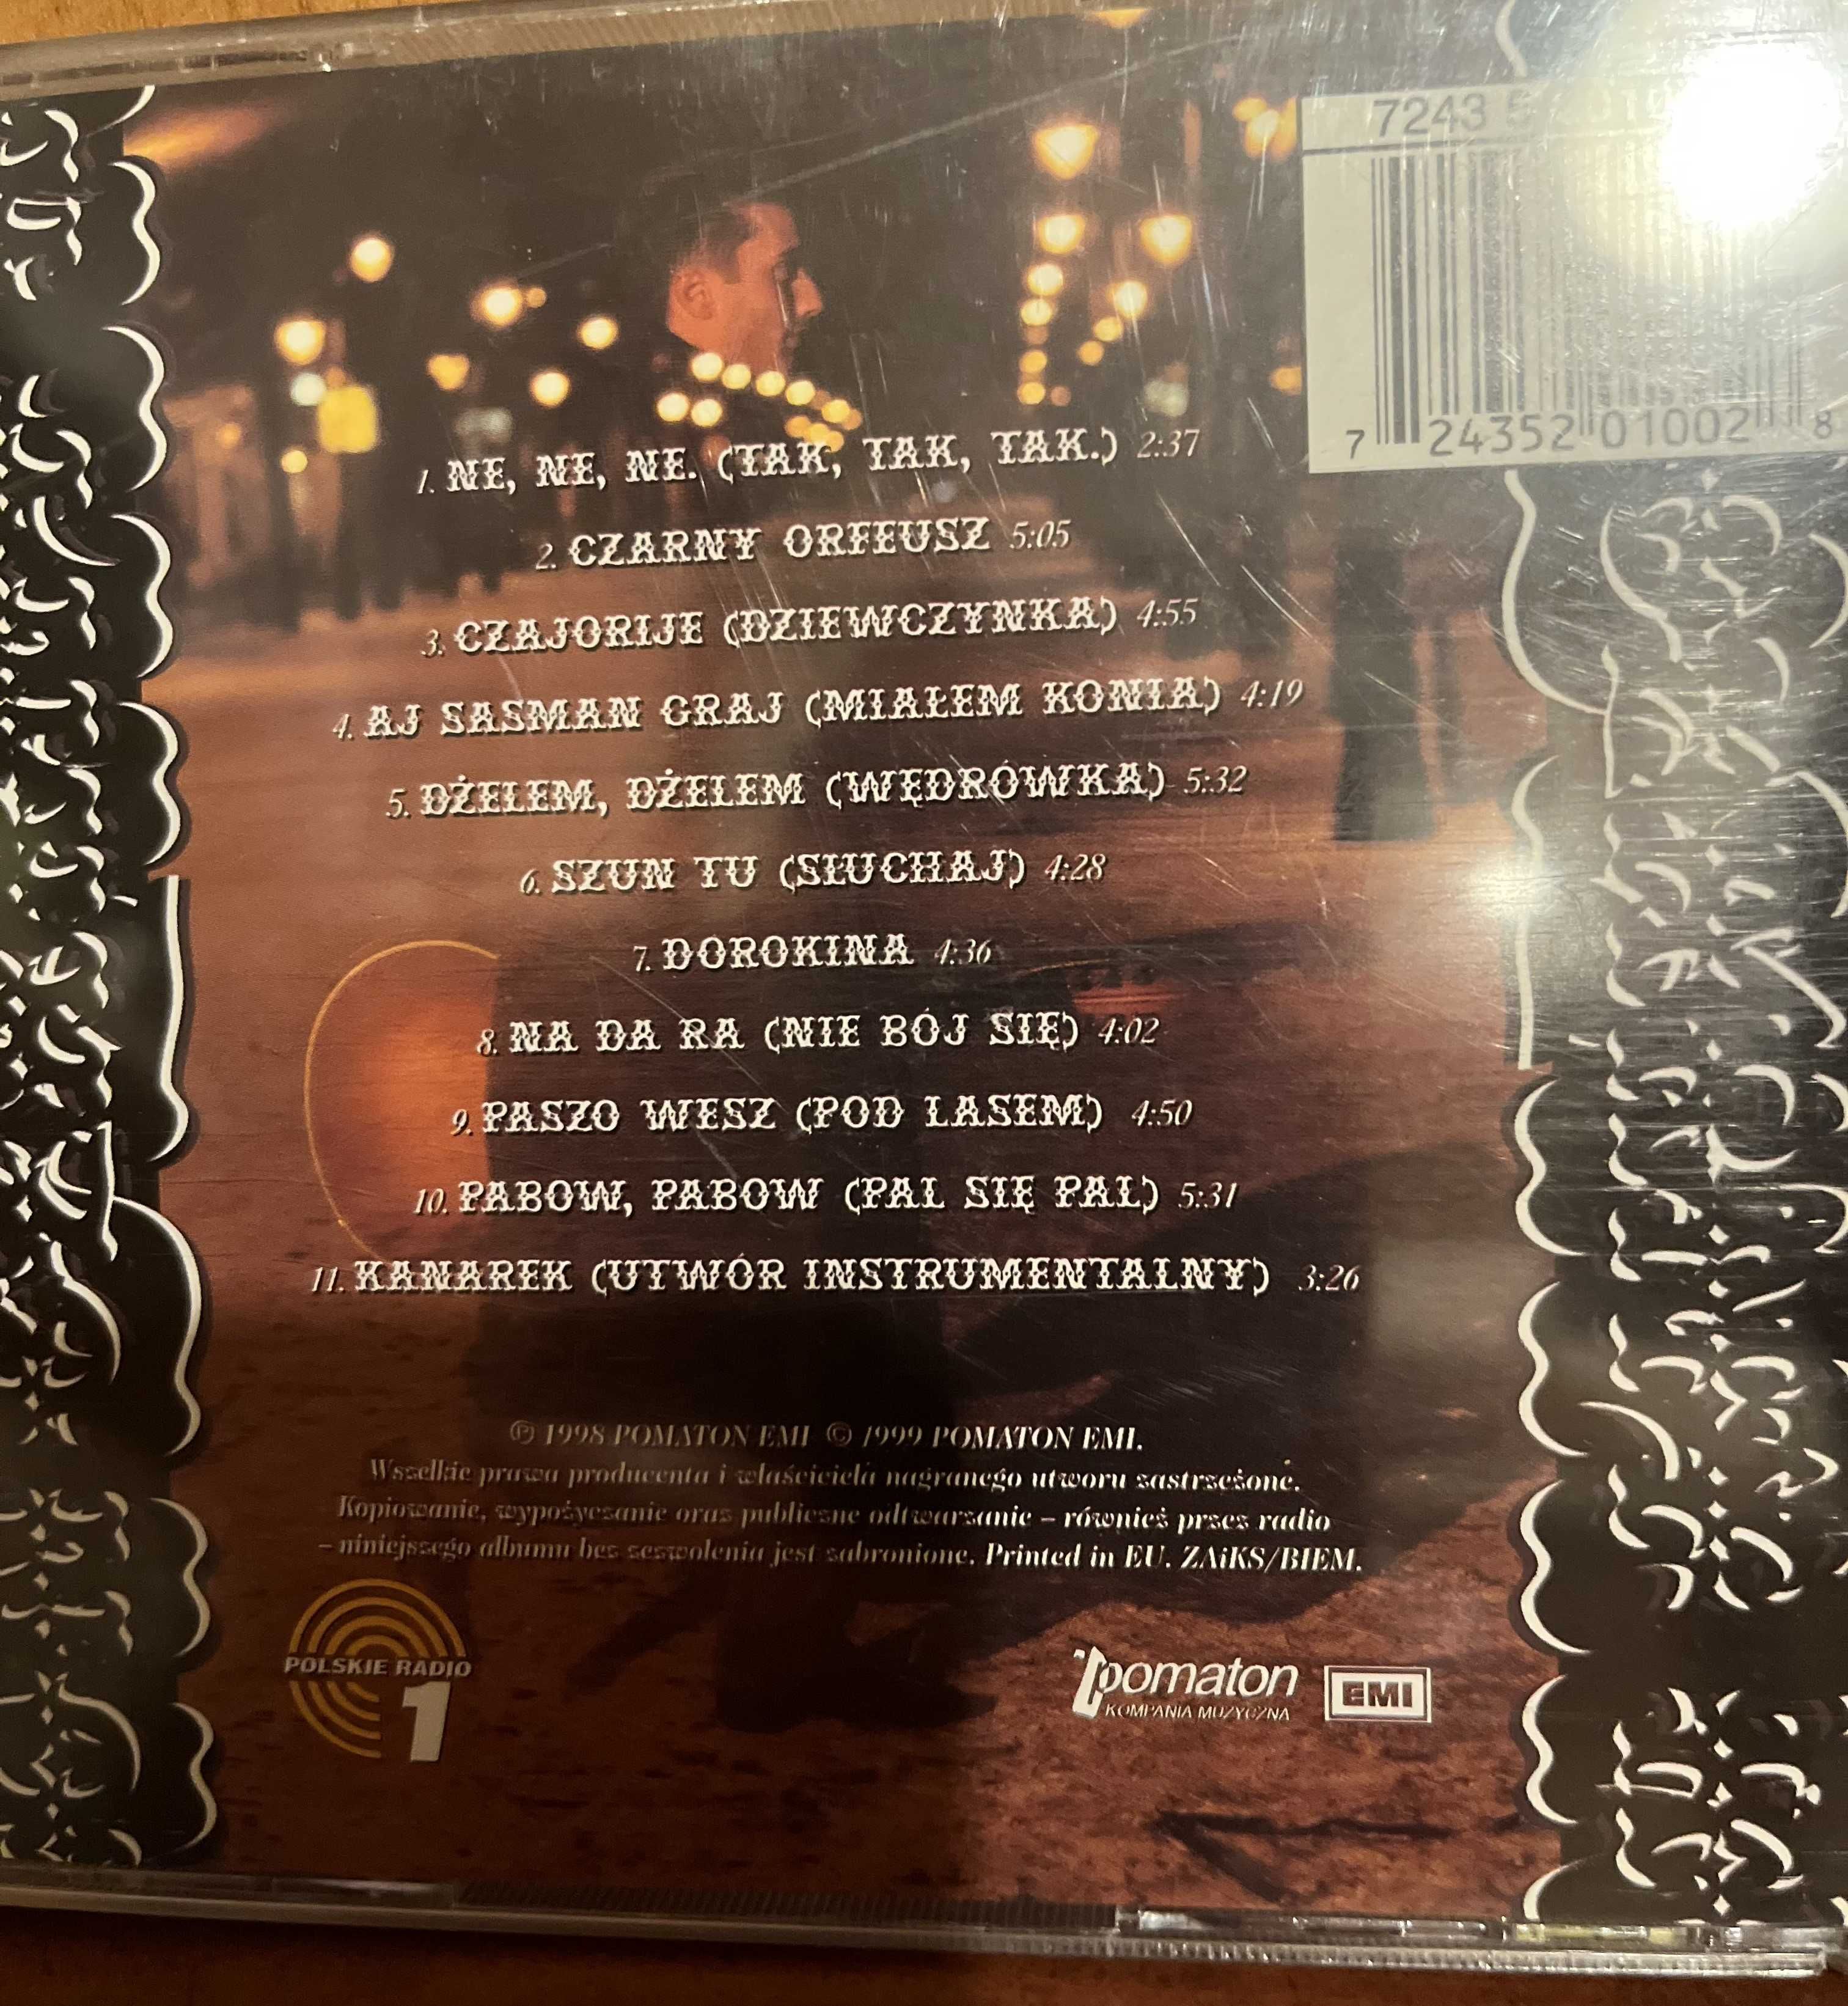 7243 5
7 24352 01002 8
1. NE, NE, NE. (TAK, TAK, TAK.) 2:37
2. CZARNY ORFEUSZ 5:05
3. CZAJORIJE (DZIEWCZYNKA) 4:55
4. AJ SASMAN GRAJ (MIAŁEM KONIA) 4:19
5. DŻELEM, DŻELEM (WĘDRÓWKA) 5:32
6. SZUN TU (SŁUCHAJ) 4:28
7. DOROKINA 4:36
8. NA DA RA (NIE BÓJ SIĘ) 4:02
9. PASZO WESZ (POD LASEM) 4:50
10. PABOW, PABOW (PAL SIĘ PAL) 5:31
11. KANAREK (UTWÓR INSTRUMENTALNY) 3:26
℗ 1998 POMATON EMI © 1999 POMATON EMI.
Wszelkie prawa producenta i właściciela nagranego utworu zastrzeżone.
Kopiowanie, wypożyczanie oraz publiczne odtwarzanie – również przez radio
– niniejszego albumu bez zezwolenia jest zabronione. Printed in EU. ZAiKS/BIEM.
POLSKIE RADIO
1
pomaton
KOMPANIA MUZYCZNA
EMI